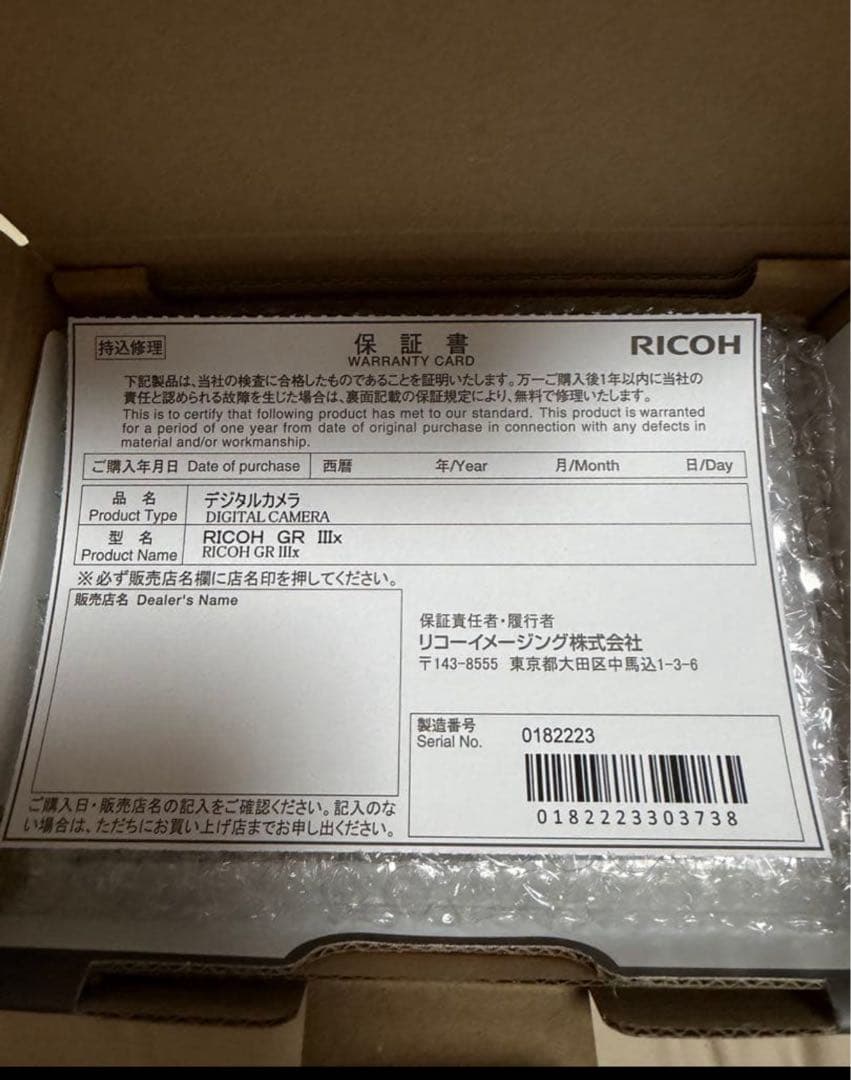 持込修理
保証書
RICOH
WARRANTY CARD
下記製品は、当社の検査に合格したものであることを証明いたします。万一ご購入後1年以内に当社の
責任と認められる故障を生じた場合は、裏面記載の保証規定により、無料で修理いたします。
This is to certify that following product has met to our standard. This product is warranted
for a period of one year from date of original purchase in connection with any defects in
material and/or workmanship.
ご購入年月日 Date of purchase 西暦 年/Year 月/Month 日/Day
品名 デジタルカメラ
Product Type DIGITAL CAMERA
型名 RICOH GR IIIx
Product Name RICOH GR IIIx
※必ず販売店名欄に店名印を押してください。
販売店名 Dealer's Name
保証責任者・履行者
リコーイメージング株式会社
〒143-8555 東京都大田区中馬込1-3-6
製造番号
Serial No. 0182223
0182223303738
ご購入日・販売店名の記入をご確認ください。記入のな
い場合は、ただちにお買い上げ店までお申し出ください。